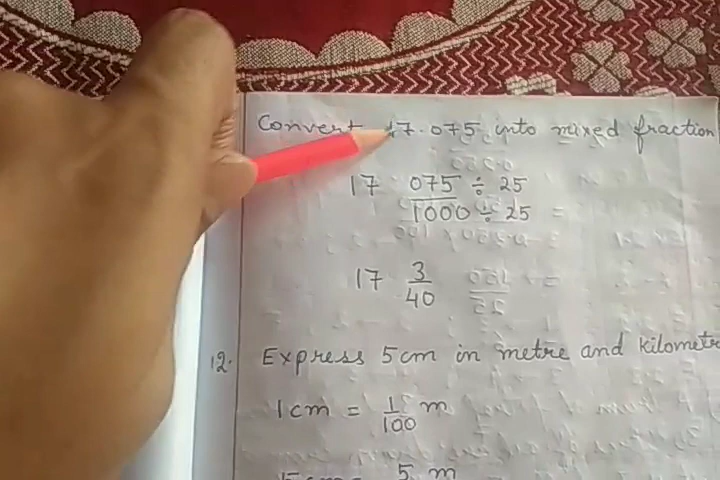 Convert 17.075 into mixed fraction
17 075 ÷ 25
1000 ÷ 25 =
17 3/40
12. Express 5cm in metre and kilometre
1cm = 1/100 m
5cm = 5 m